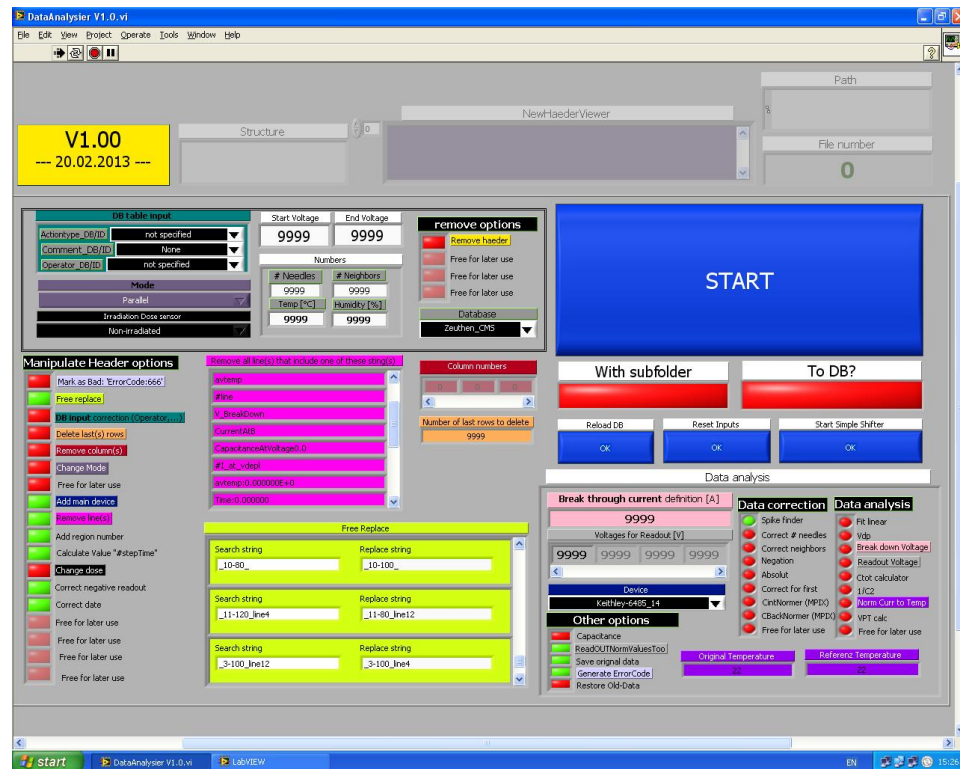 DataAnalysier V1.0.vi
File Edit View Project Operate Tools Window Help
Path
NewHaederViewer
Structure
0
V1.00
--- 20.02.2013 ---
File number
0
DB table input
Actiontype_DB/ID not specified
Comment_DB/ID None
Operator_DB/ID not specified
Mode
Parallel
Irradiation Dose sensor
Non-irradiated
Start Voltage End Voltage
9999 9999
Numbers
# Needles # Neighbors
9999 9999
Temp [°C] Humidity [%]
9999 9999
remove options
Remove haeder
Free for later use
Free for later use
Free for later use
Database
Zeuthen_CMS
START
With subfolder To DB?
Reload DB Reset Inputs Start Simple Shifter
OK OK OK
Manipulate Header options
Mark as Bad: 'ErrorCode:666'
Free replace
DB input correction (Operator,...)
Delete last(s) rows
Remove column(s)
Change Mode
Free for later use
Add main device
Remove line(s)
Add region number
Calculate Value "#stepTime"
Change dose
Correct negative readout
Correct date
Free for later use
Free for later use
Free for later use
Free for later use
Remove all line(s) that include one of these sting(s)
avtemp
#line
V_BreakDown
CurrentAtB
CapacitanceAtVoltage0.0
#I_at_vdepl
avtemp:0.000000E+0
Time:0.000000
Column numbers
0 0 0
Number of last rows to delete
9999
Free Replace
Search string Replace string
_10-80_ _10-100_
Search string Replace string
_11-120_line4 _11-80_line12
Search string Replace string
_3-100_line12 _3-100_line4
Data analysis
Break through current definition [A]
9999
Voltages for Readout [V]
9999 9999 9999 9999
Device
Keithley-6485_14
Other options
Capacitance
ReadOUTNormValuesToo
Save orignal data
Generate ErrorCode
Restore Old-Data
Data correction
Spike finder
Correct # needles
Correct neighbors
Negation
Absolut
Correct for first
CintNormer (MPIX)
CBackNormer (MPIX)
Free for later use
Data analysis
Fit linear
Vdp
Break down Voltage
Readout Voltage
Ctot calculator
1/C2
Norm Curr to Temp
VPT calc
Free for later use
Original Temperature
22
Referenz Temperature
22
start DataAnalysier V1.0.vi LabVIEW EN 15:26